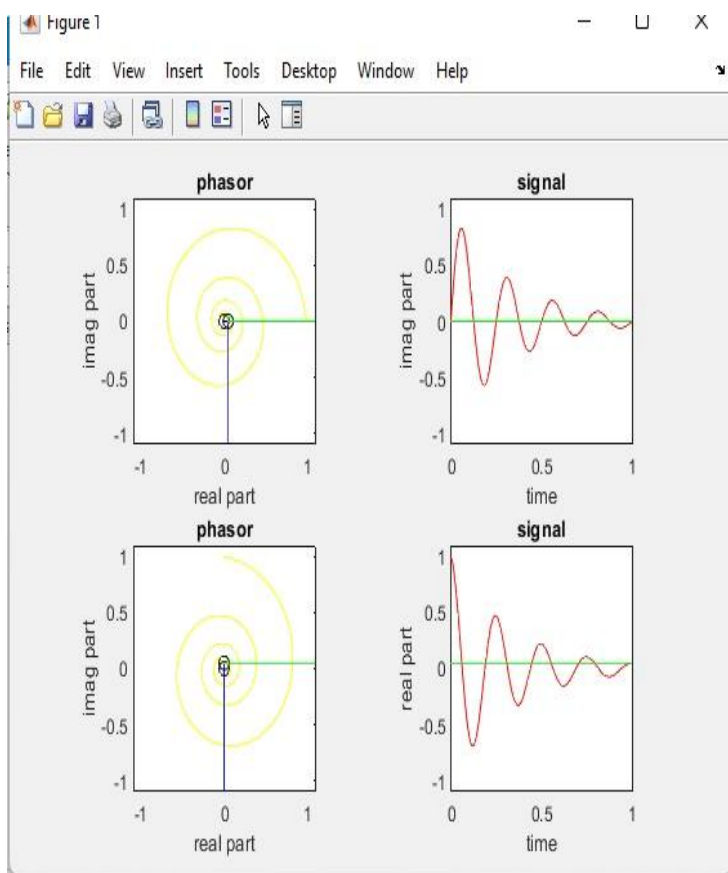 Figure 1
File Edit View Insert Tools Desktop Window Help
phasor
1
0.5
0
-0.5
-1
imag part
-1 0 1
real part
signal
1
0.5
0
-0.5
-1
imag part
0 0.5 1
time
phasor
1
0.5
0
-0.5
-1
imag part
-1 0 1
real part
signal
1
0.5
0
-0.5
-1
real part
0 0.5 1
time